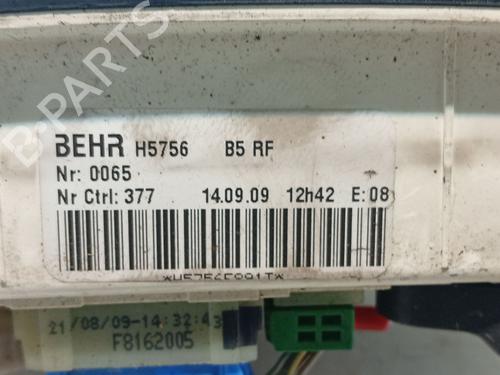 BEHR H5756 B5 RF
Nr: 0065
Nr Ctrl: 377 14.09.09 12h42 E: 08
21/08/09-14:32:43
F8162005
B-PARTS